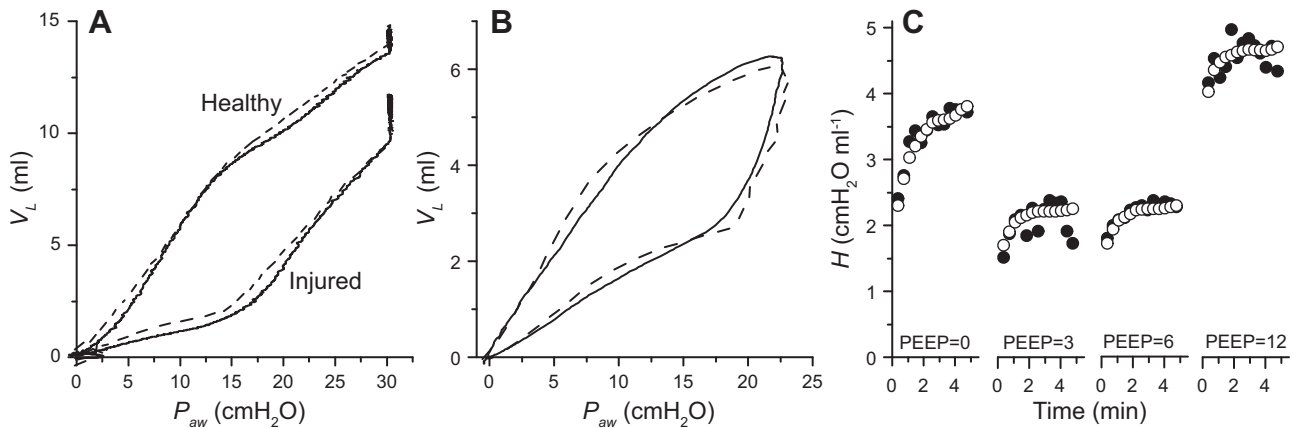 A
15
10
5
0
V_L (ml)
Healthy
Injured
0 5 10 15 20 25 30
P_aw (cmH₂O)
B
6
4
2
0
V_L (ml)
0 5 10 15 20 25
P_aw (cmH₂O)
C
5
4
3
2
1
0
H (cmH₂O ml⁻¹)
PEEP=0 PEEP=3 PEEP=6 PEEP=12
0 2 4 0 2 4 0 2 4 0 2 4
Time (min)